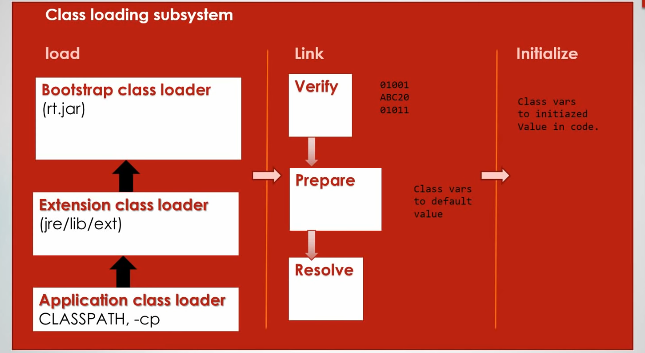 Class loading subsystem
load
Link
Initialize
Bootstrap class loader
(rt.jar)
Extension class loader
(jre/lib/ext)
Application class loader
CLASSPATH, -cp
Verify
01001
ABC20
01011
Prepare
Class vars
to default
value
Resolve
Class vars
to initiazed
Value in code.